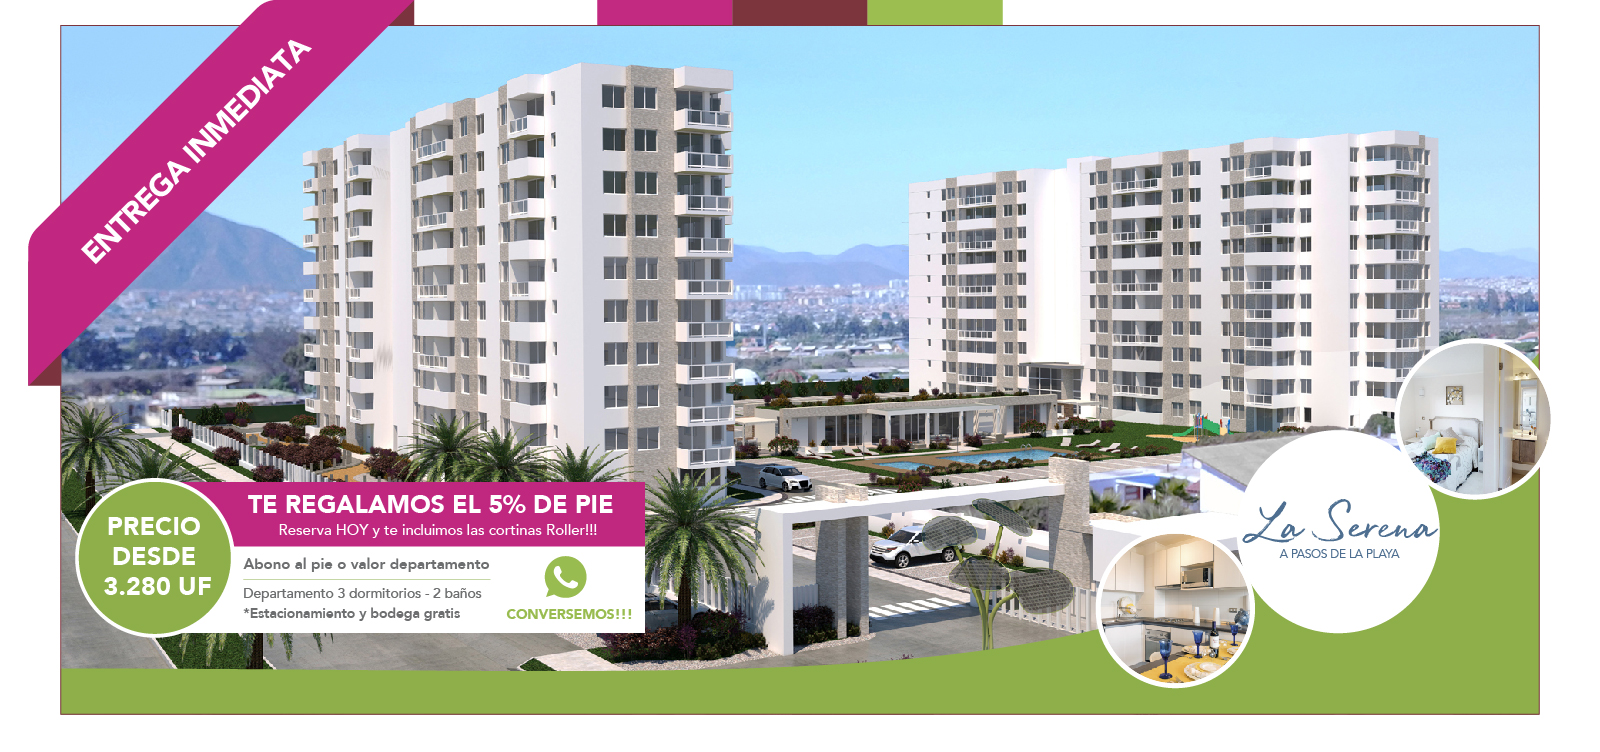 ENTREGA INMEDIATA
PRECIO
DESDE
3.280 UF
TE REGALAMOS EL 5% DE PIE
Reserva HOY y te incluimos las cortinas Roller!!!
Abono al pie o valor departamento
Departamento 3 dormitorios - 2 baños
*Estacionamiento y bodega gratis
CONVERSEMOS!!!
La Serena
A PASOS DE LA PLAYA